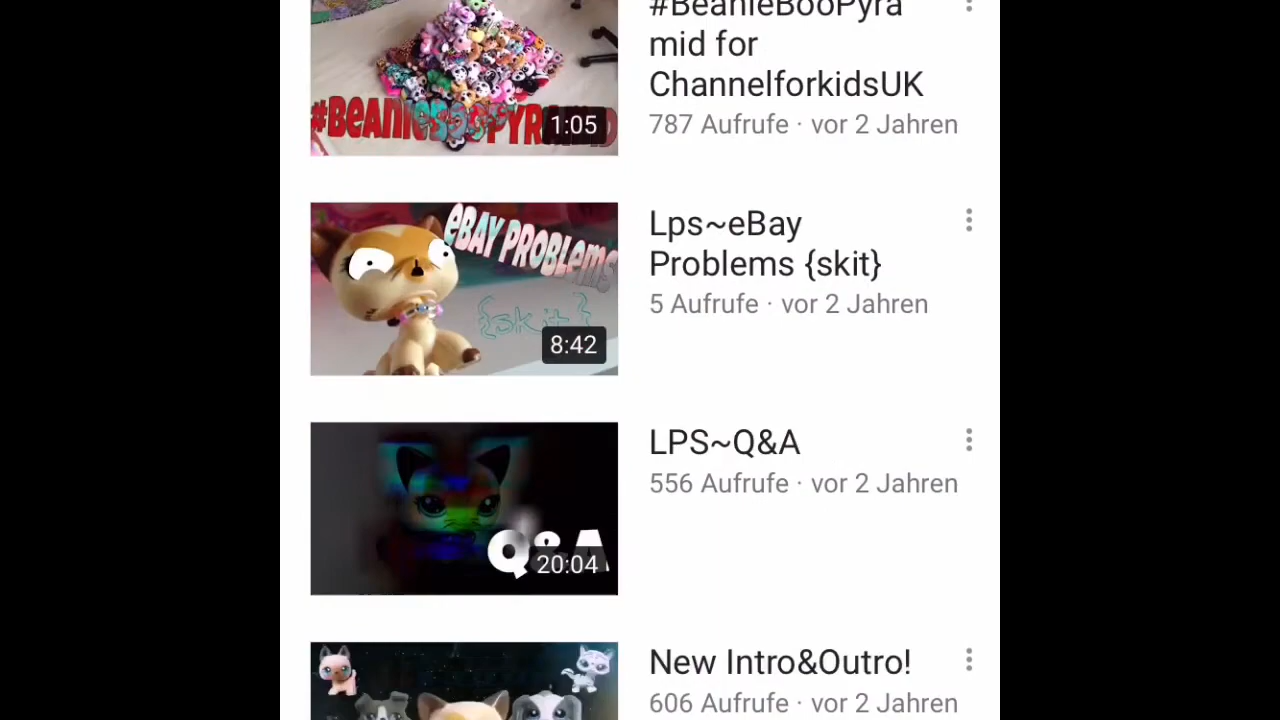 #BeanieBooPyra
mid for
ChannelforkidsUK
787 Aufrufe · vor 2 Jahren
#BeanieBooPYRAMID
1:05
Lps~eBay
Problems {skit}
5 Aufrufe · vor 2 Jahren
eBAY PROBLEMS
{skit}
8:42
LPS~Q&A
556 Aufrufe · vor 2 Jahren
Q&A
20:04
New Intro&Outro!
606 Aufrufe · vor 2 Jahren